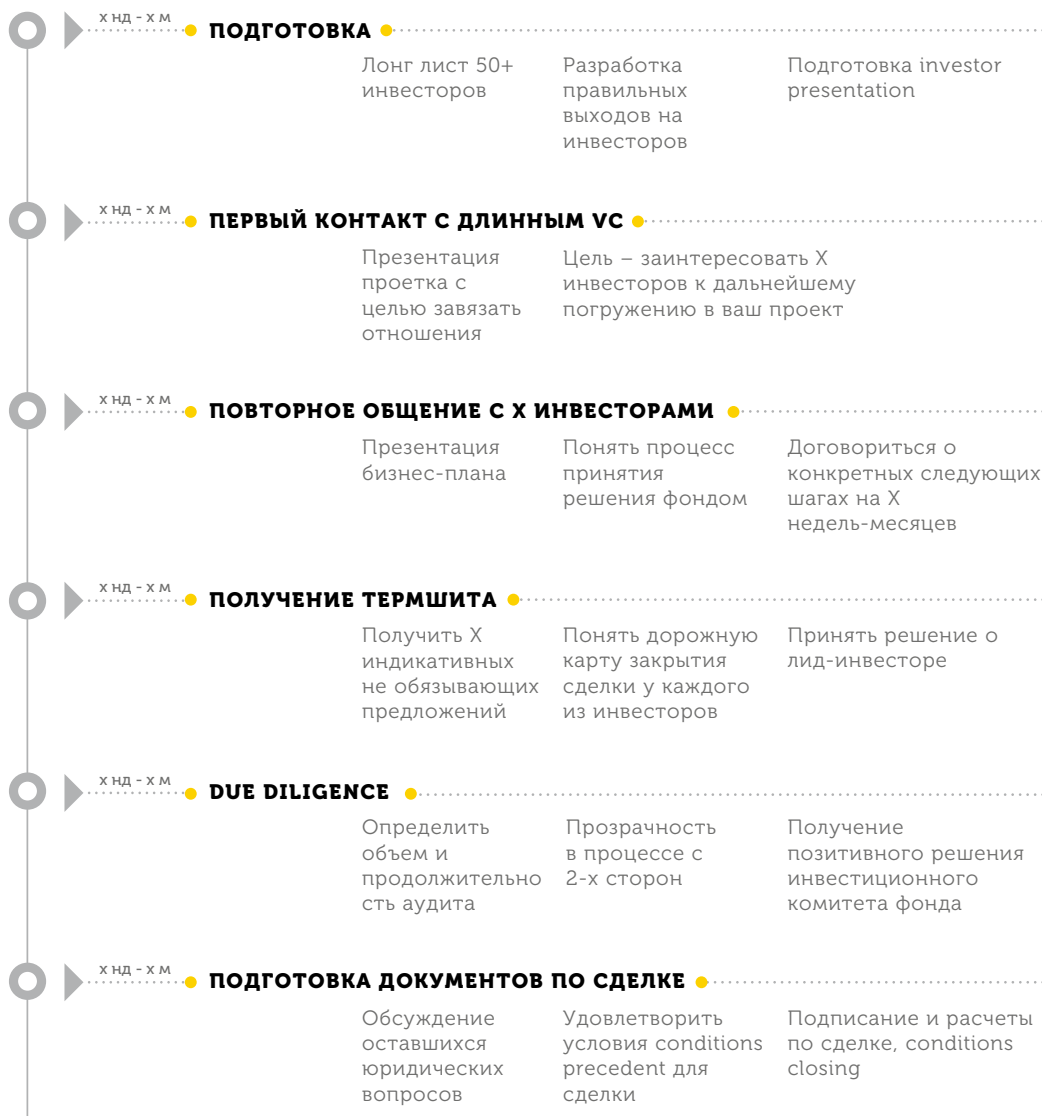 х нд - х м
ПОДГОТОВКА
Лонг лист 50+
инвесторов
Разработка
правильных
выходов на
инвесторов
Подготовка investor
presentation
х нд - х м
ПЕРВЫЙ КОНТАКТ С ДЛИННЫМ VC
Презентация
проетка с
целью завязать
отношения
Цель – заинтересовать X
инвесторов к дальнейшему
погружению в ваш проект
х нд - х м
ПОВТОРНОЕ ОБЩЕНИЕ С X ИНВЕСТОРАМИ
Презентация
бизнес-плана
Понять процесс
принятия
решения фондом
Договориться о
конкретных следующих
шагах на X
недель-месяцев
х нд - х м
ПОЛУЧЕНИЕ ТЕРМШИТА
Получить X
индикативных
не обязывающих
предложений
Понять дорожную
карту закрытия
сделки у каждого
из инвесторов
Принять решение о
лид-инвесторе
х нд - х м
DUE DILIGENCE
Определить
объем и
продолжительно
сть аудита
Прозрачность
в процессе с
2-х сторон
Получение
позитивного решения
инвестиционного
комитета фонда
х нд - х м
ПОДГОТОВКА ДОКУМЕНТОВ ПО СДЕЛКЕ
Обсуждение
оставшихся
юридических
вопросов
Удовлетворить
условия conditions
precedent для
сделки
Подписание и расчеты
по сделке, conditions
closing